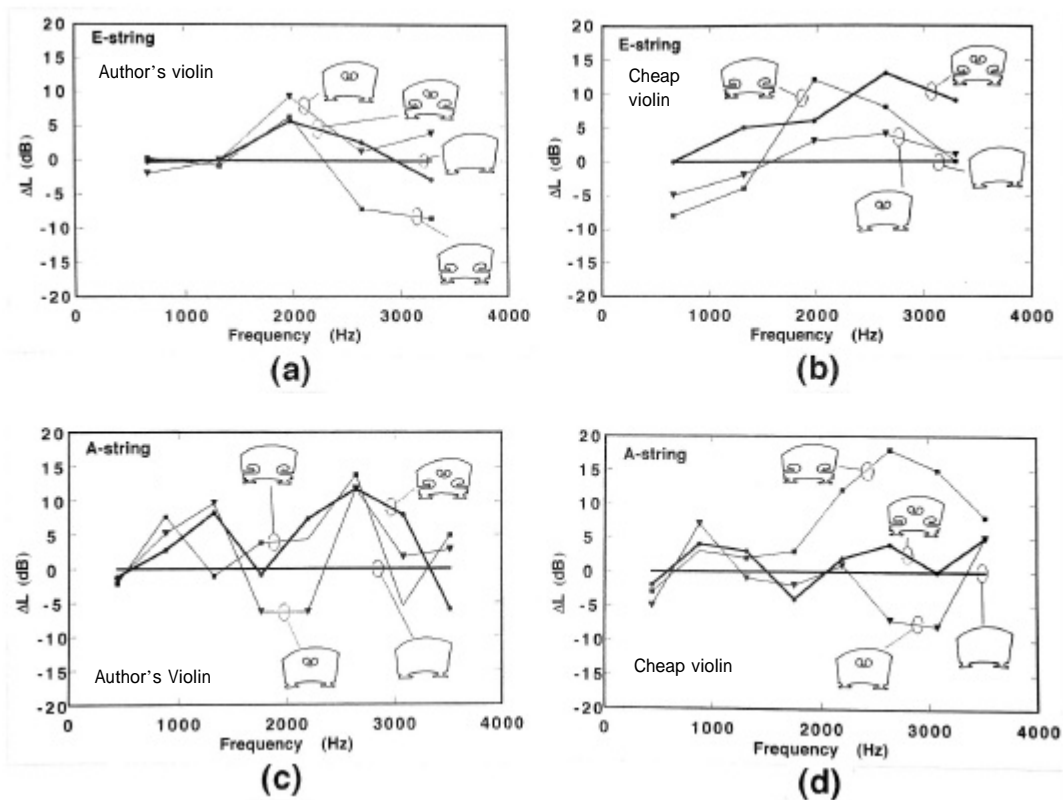 20
15
10
5
0
-5
-10
-15
-20
ΔL (dB)
E-string
Author's violin
0 1000 2000 3000 4000
Frequency (Hz)
(a)
20
15
10
5
0
-5
-10
-15
-20
ΔL (dB)
E-string
Cheap
violin
0 1000 2000 3000 4000
Frequency (Hz)
(b)
20
15
10
5
0
-5
-10
-15
-20
ΔL (dB)
A-string
Author's Violin
0 1000 2000 3000 4000
Frequency (Hz)
(c)
20
15
10
5
0
-5
-10
-15
-20
ΔL (dB)
A-string
Cheap violin
0 1000 2000 3000 4000
Frequency (Hz)
(d)